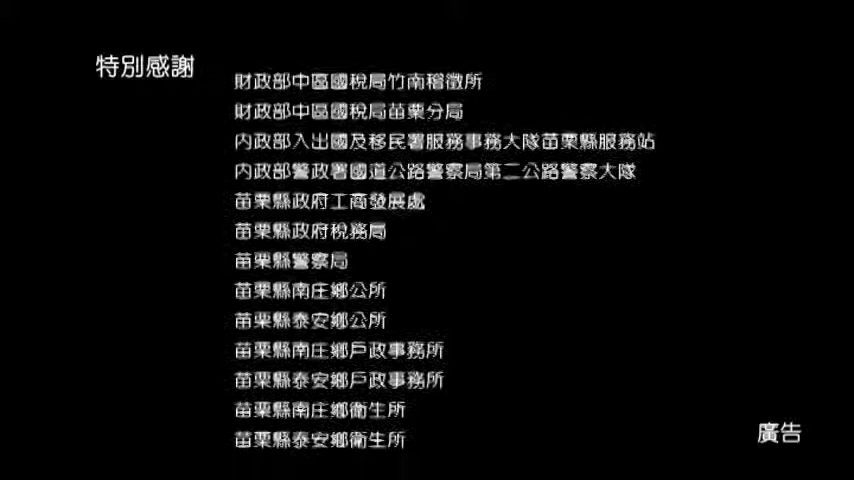 特別感謝
財政部中區國稅局竹南稽徵所
財政部中區國稅局苗栗分局
內政部入出國及移民署服務事務大隊苗栗縣服務站
內政部警政署國道公路警察局第二公路警察大隊
苗栗縣政府工商發展處
苗栗縣政府稅務局
苗栗縣警察局
苗栗縣南庄鄉公所
苗栗縣泰安鄉公所
苗栗縣南庄鄉戶政事務所
苗栗縣泰安鄉戶政事務所
苗栗縣南庄鄉衛生所
苗栗縣泰安鄉衛生所
廣告